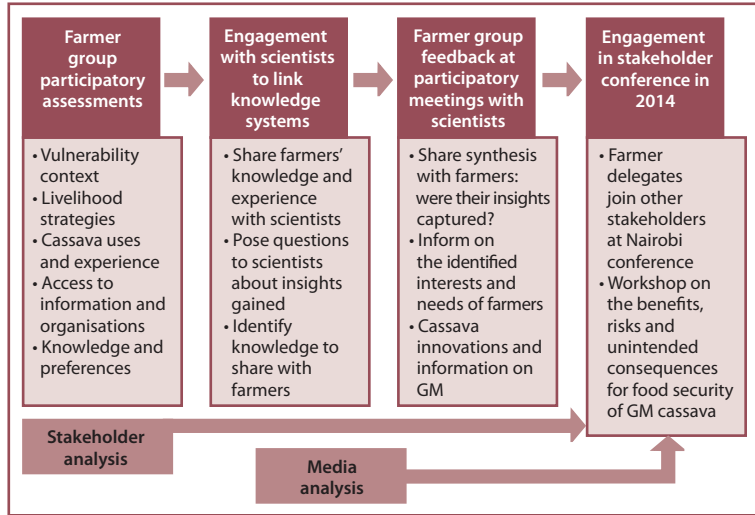 Farmer
group
participatory
assessments
• Vulnerability
context
• Livelihood
strategies
• Cassava uses
and experience
• Access to
information and
organisations
• Knowledge and
preferences
Engagement
with scientists
to link
knowledge
systems
• Share farmers’
knowledge and
experience
with scientists
• Pose questions
to scientists
about insights
gained
• Identify
knowledge to
share with
farmers
Farmer group
feedback at
participatory
meetings with
scientists
• Share synthesis
with farmers:
were their insights
captured?
• Inform on
the identified
interests and
needs of farmers
• Cassava
innovations and
information on
GM
Engagement
in stakeholder
conference in
2014
• Farmer
delegates
join other
stakeholders
at Nairobi
conference
• Workshop on
the benefits,
risks and
unintended
consequences
for food security
of GM cassava
Stakeholder
analysis
Media
analysis